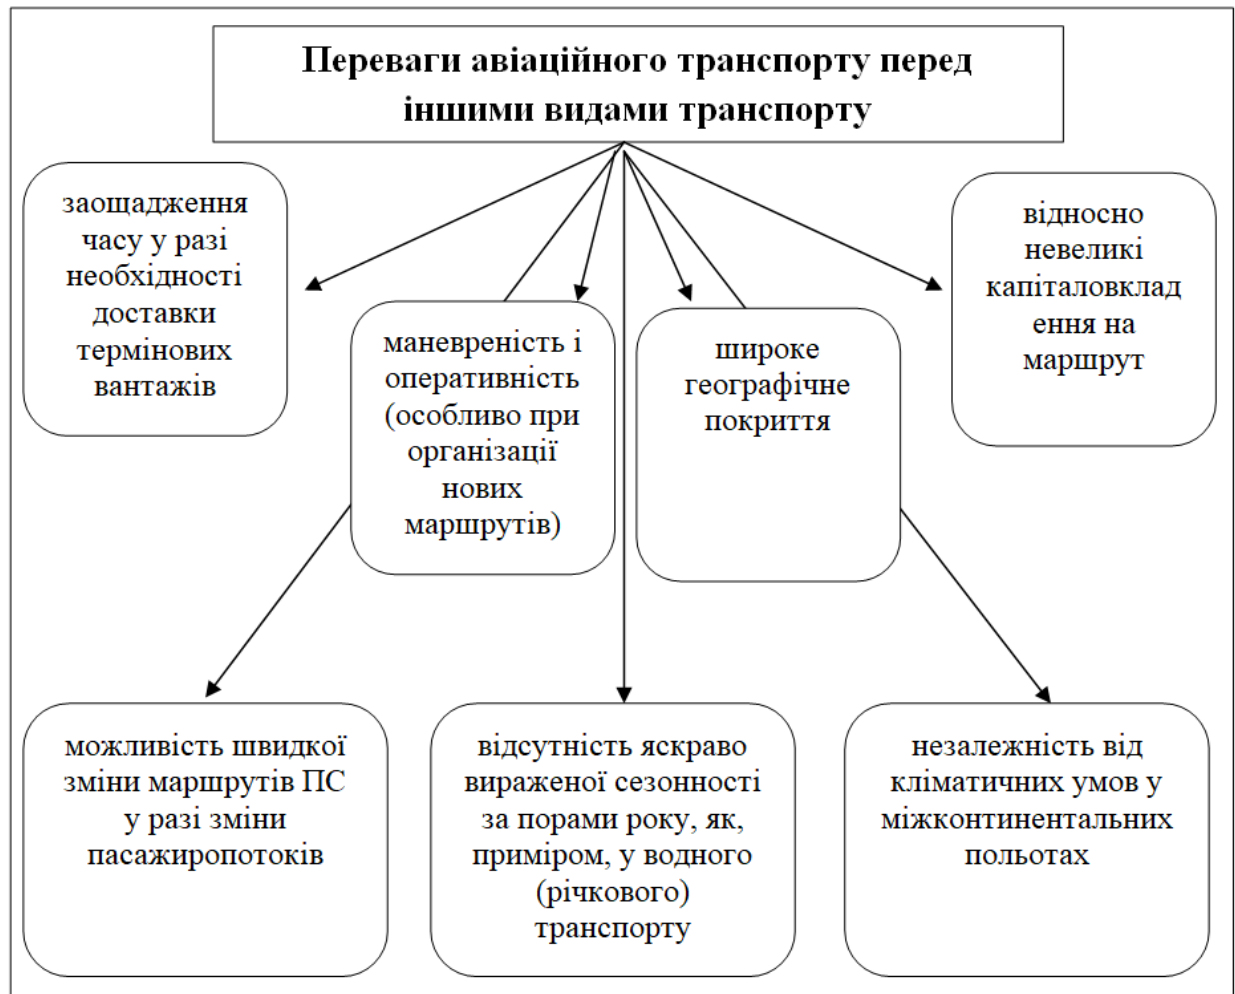 Переваги авіаційного транспорту перед
іншими видами транспорту
заощадження
часу у разі
необхідності
доставки
термінових
вантажів
маневреність і
оперативність
(особливо при
організації
нових
маршрутів)
широке
географічне
покриття
відносно
невеликі
капіталовклад
ення на
маршрут
можливість швидкої
зміни маршрутів ПС
у разі зміни
пасажиропотоків
відсутність яскраво
вираженої сезонності
за порами року, як,
приміром, у водного
(річкового)
транспорту
незалежність від
кліматичних умов у
міжконтинентальних
польотах